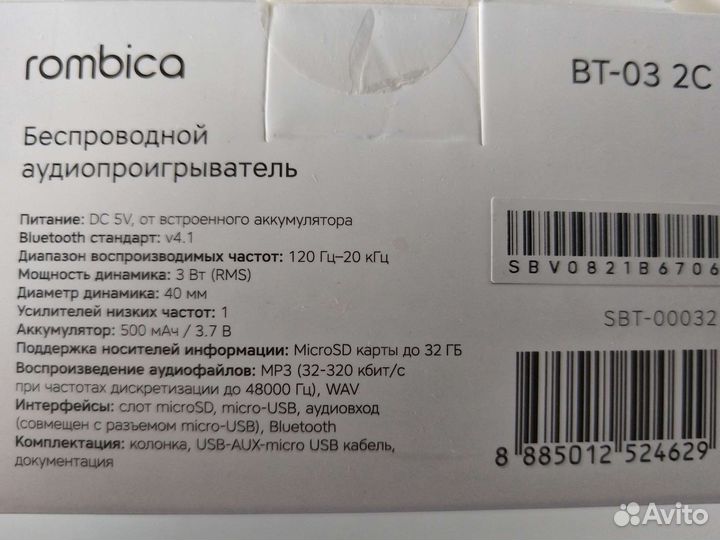 rombica
BT-03 2C
Беспроводной
аудиопроигрыватель
Питание: DC 5V, от встроенного аккумулятора
Bluetooth стандарт: v4.1
Диапазон воспроизводимых частот: 120 Гц–20 кГц
Мощность динамика: 3 Вт (RMS)
Диаметр динамика: 40 мм
Усилителей низких частот: 1
Аккумулятор: 500 мАч / 3.7 В
Поддержка носителей информации: MicroSD карты до 32 ГБ
Воспроизведение аудиофайлов: MP3 (32-320 кбит/с
при частотах дискретизации до 48000 Гц), WAV
Интерфейсы: слот microSD, micro-USB, аудиовход
(совмещен с разъемом micro-USB), Bluetooth
Комплектация: колонка, USB-AUX-micro USB кабель,
документация
SBV0821B6706
SBT-00032
8 885012 524629
Avito